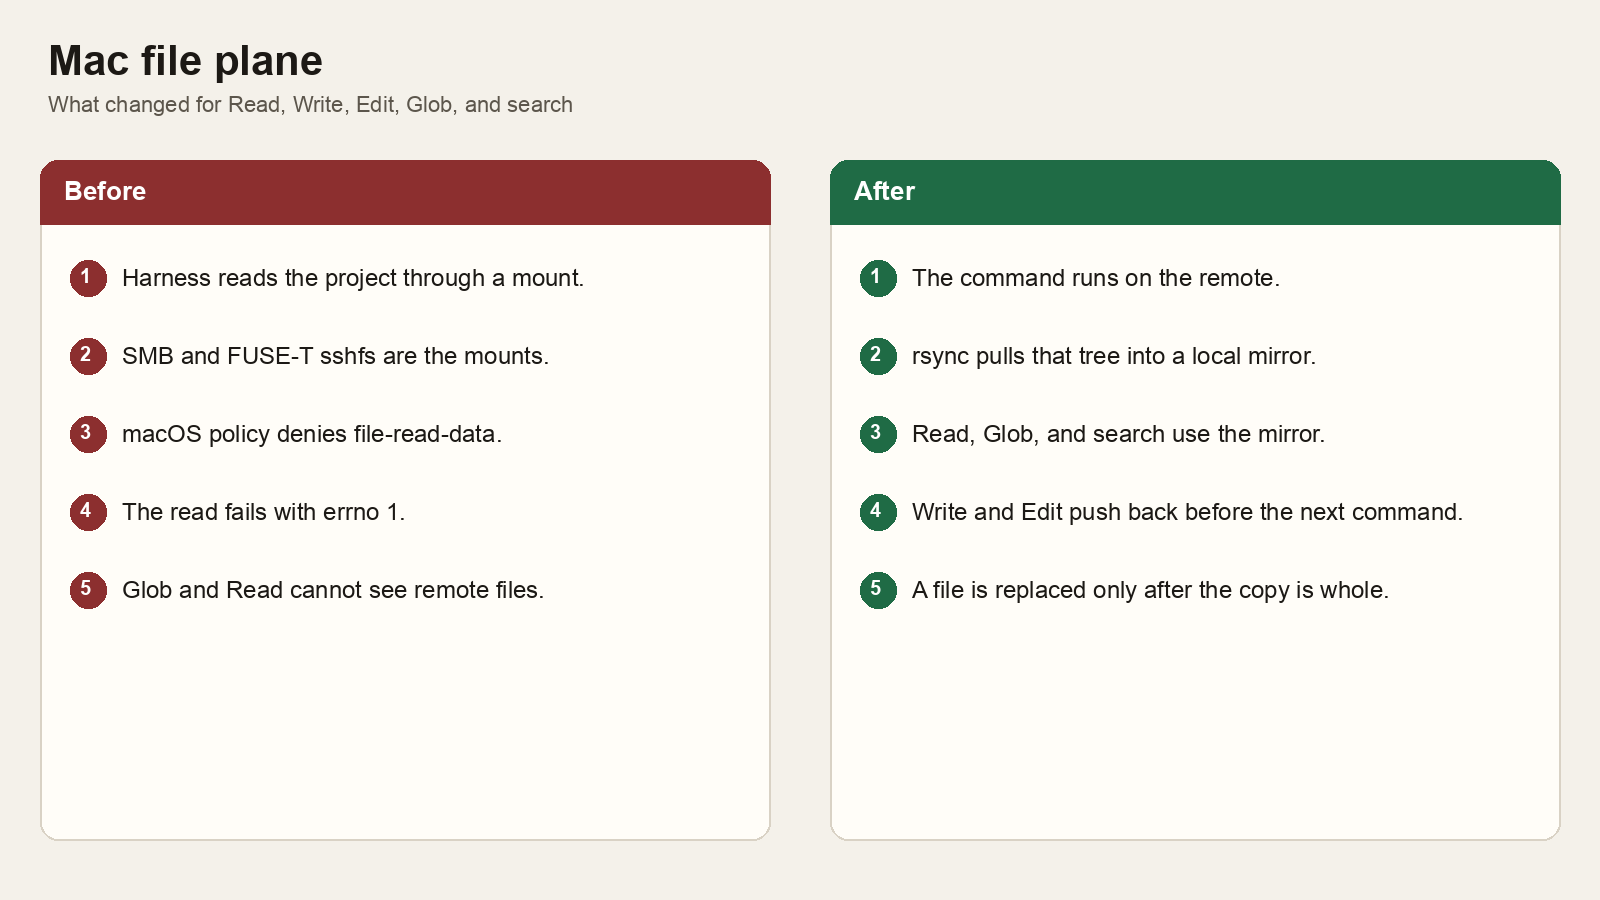 Mac file plane
What changed for Read, Write, Edit, Glob, and search
Before
1 Harness reads the project through a mount.
2 SMB and FUSE-T sshfs are the mounts.
3 macOS policy denies file-read-data.
4 The read fails with errno 1.
5 Glob and Read cannot see remote files.
After
1 The command runs on the remote.
2 rsync pulls that tree into a local mirror.
3 Read, Glob, and search use the mirror.
4 Write and Edit push back before the next command.
5 A file is replaced only after the copy is whole.